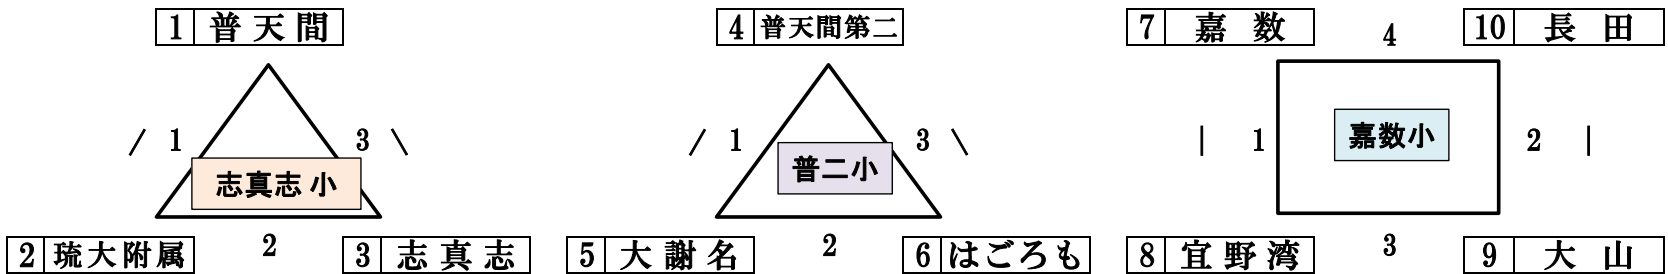 1 普天間
/ 1 3 \
志真志 小
2 琉大附属 2 3 志真志
4 普天間第二
/ 1 3 \
普二小
5 大謝名 2 6 はごろも
7 嘉数 4 10 長田
| 1 嘉数小 2 |
8 宜野湾 3 9 大山